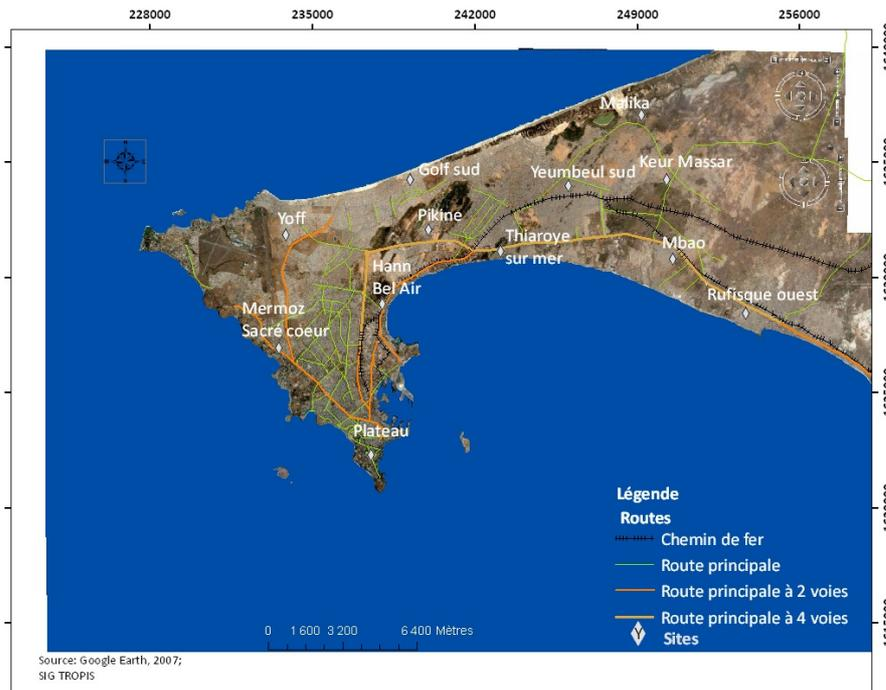 228000 235000 242000 249000 256000
Malika
Golf sud
Yeumbeul sud
Keur Massar
Yoff
Pikine
Thiaroye
sur mer
Mbao
Hann
Bel Air
Rufisque ouest
Mermoz
Sacré coeur
Plateau
Légende
Routes
Chemin de fer
Route principale
Route principale à 2 voies
Route principale à 4 voies
Sites
0 1 600 3 200 6 400 Mètres
Source: Google Earth, 2007;
SIG TROPIS